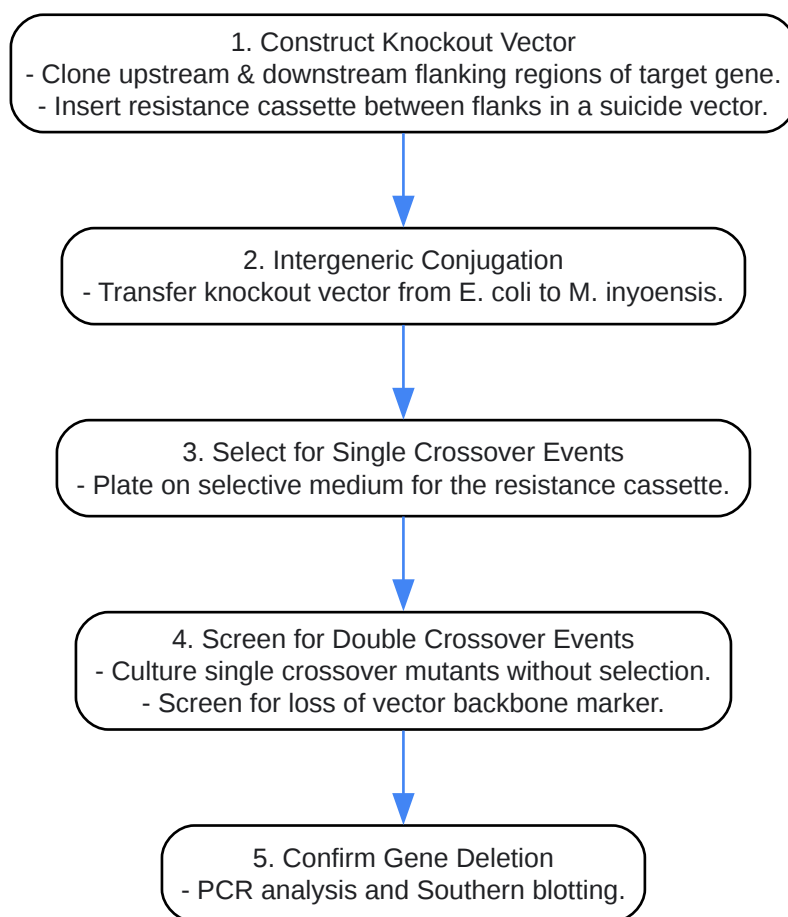 1. Construct Knockout Vector
- Clone upstream & downstream flanking regions of target gene.
- Insert resistance cassette between flanks in a suicide vector.
2. Intergeneric Conjugation
- Transfer knockout vector from E. coli to M. inyoensis.
3. Select for Single Crossover Events
- Plate on selective medium for the resistance cassette.
4. Screen for Double Crossover Events
- Culture single crossover mutants without selection.
- Screen for loss of vector backbone marker.
5. Confirm Gene Deletion
- PCR analysis and Southern blotting.